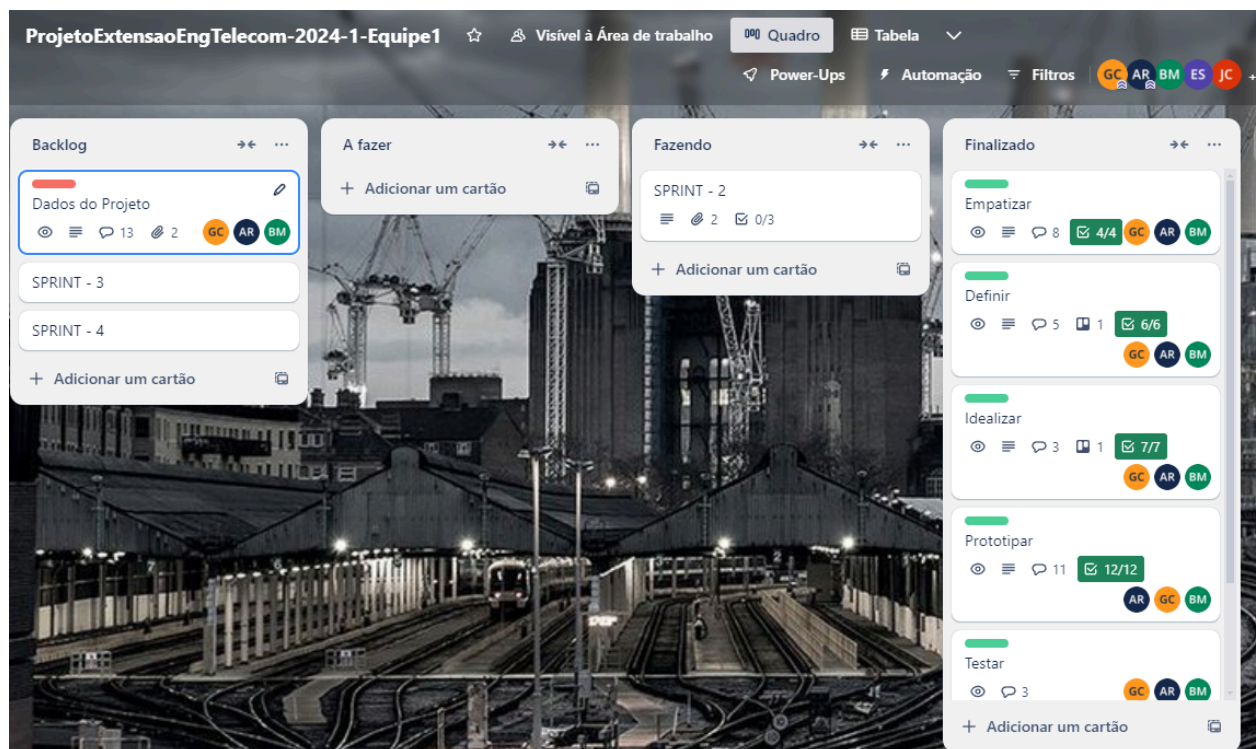 ProjetoExtensaoEngTelecom-2024-1-Equipe1 Visível à Área de trabalho Quadro Tabela
Power-Ups Automação Filtros GC AR BM ES JC +
Backlog
Dados do Projeto
13 2 GC AR BM
SPRINT - 3
SPRINT - 4
+ Adicionar um cartão
A fazer
+ Adicionar um cartão
Fazendo
SPRINT - 2
2 0/3
+ Adicionar um cartão
Finalizado
Empatizar
8 4/4 GC AR BM
Definir
5 1 6/6
GC AR BM
Idealizar
3 1 7/7
GC AR BM
Prototipar
11 12/12
AR GC BM
Testar
3 GC AR BM
+ Adicionar um cartão